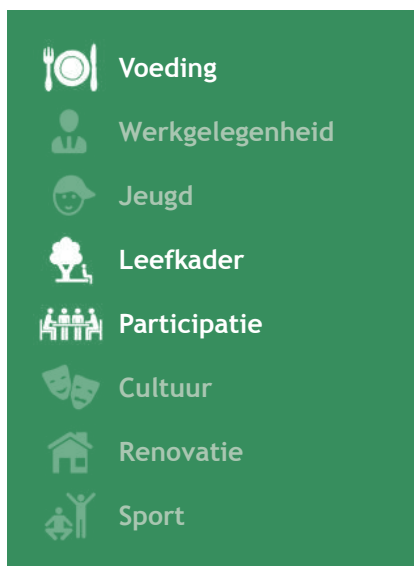 Voeding
Werkgelegenheid
Jeugd
Leefkader
Participatie
Cultuur
Renovatie
Sport